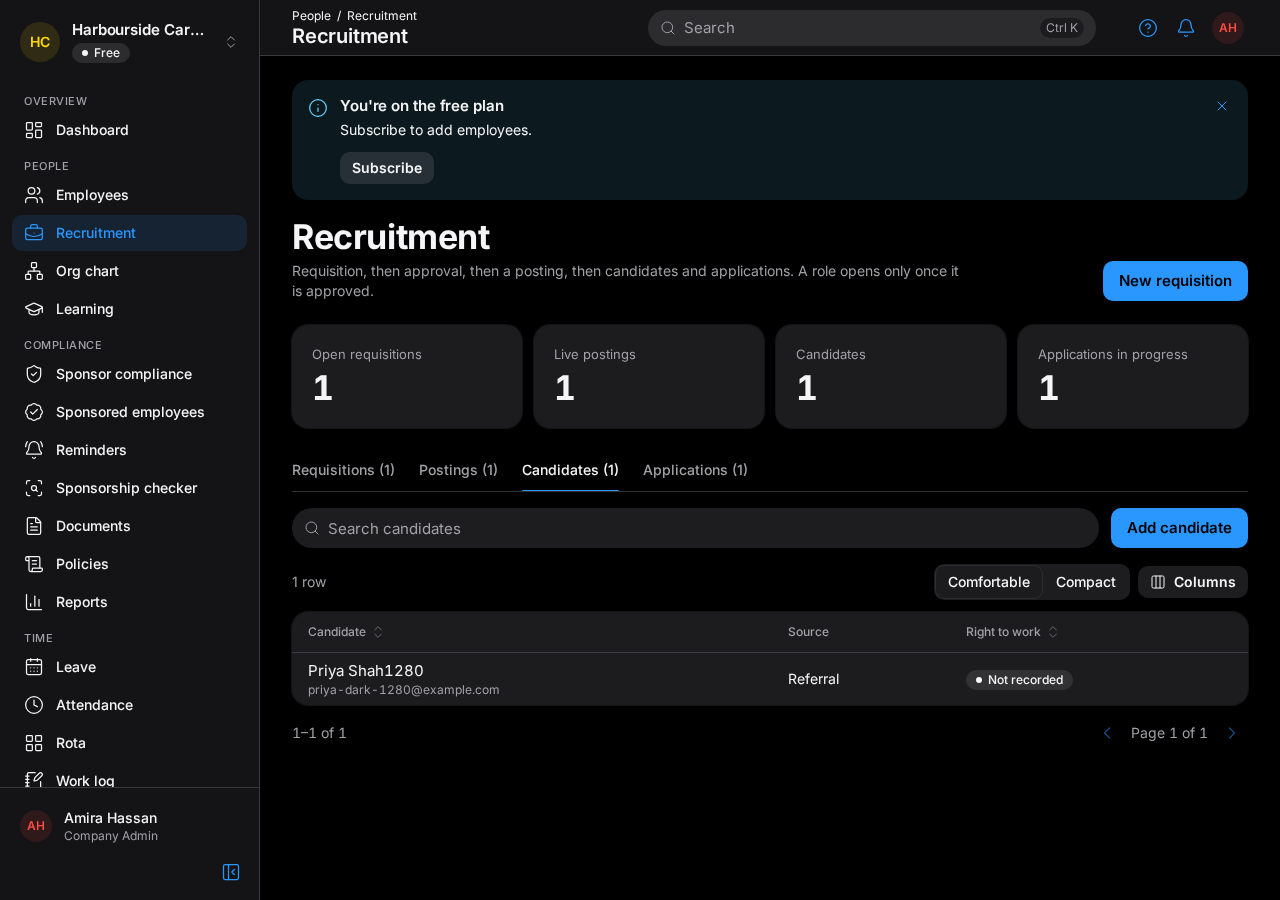 HC
Harbourside Car...
Free
OVERVIEW
Dashboard
PEOPLE
Employees
Recruitment
Org chart
Learning
COMPLIANCE
Sponsor compliance
Sponsored employees
Reminders
Sponsorship checker
Documents
Policies
Reports
TIME
Leave
Attendance
Rota
Work log
AH
Amira Hassan
Company Admin
People / Recruitment
Recruitment
Search
Ctrl K
AH
You're on the free plan
Subscribe to add employees.
Subscribe
Recruitment
Requisition, then approval, then a posting, then candidates and applications. A role opens only once it
is approved.
New requisition
Open requisitions
1
Live postings
1
Candidates
1
Applications in progress
1
Requisitions (1) Postings (1) Candidates (1) Applications (1)
Search candidates
Add candidate
1 row
Comfortable Compact Columns
Candidate Source Right to work
Priya Shah1280
priya-dark-1280@example.com
Referral
Not recorded
1–1 of 1
Page 1 of 1